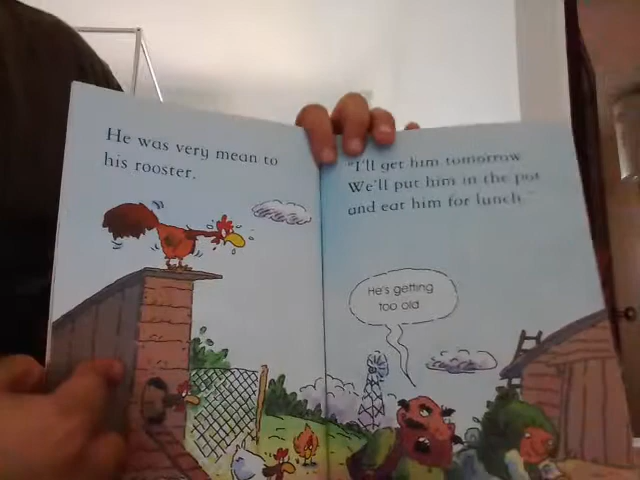 He was very mean to
his rooster.
"I'll get him tomorrow.
We'll put him in the pot
and eat him for lunch."
He's getting
too old